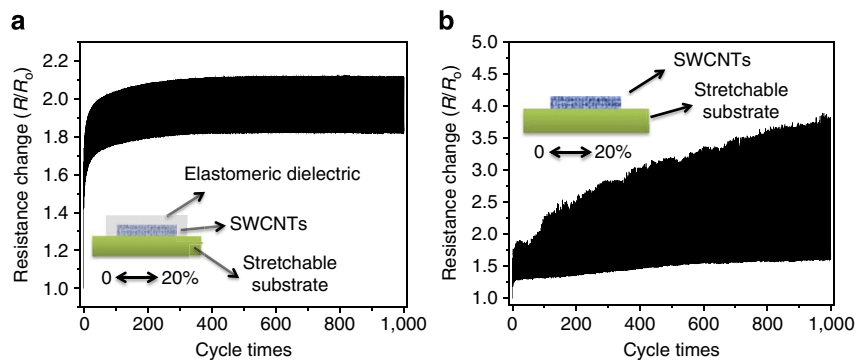 a
Resistance change (R/Ro)
2.2
2.0
1.8
1.6
1.4
1.2
1.0
Elastomeric dielectric
SWCNTs
Stretchable
substrate
0 20%
0 200 400 600 800 1,000
Cycle times
b
Resistance change (R/Ro)
5.0
4.5
4.0
3.5
3.0
2.5
2.0
1.5
1.0
SWCNTs
Stretchable
substrate
0 20%
0 200 400 600 800 1,000
Cycle times